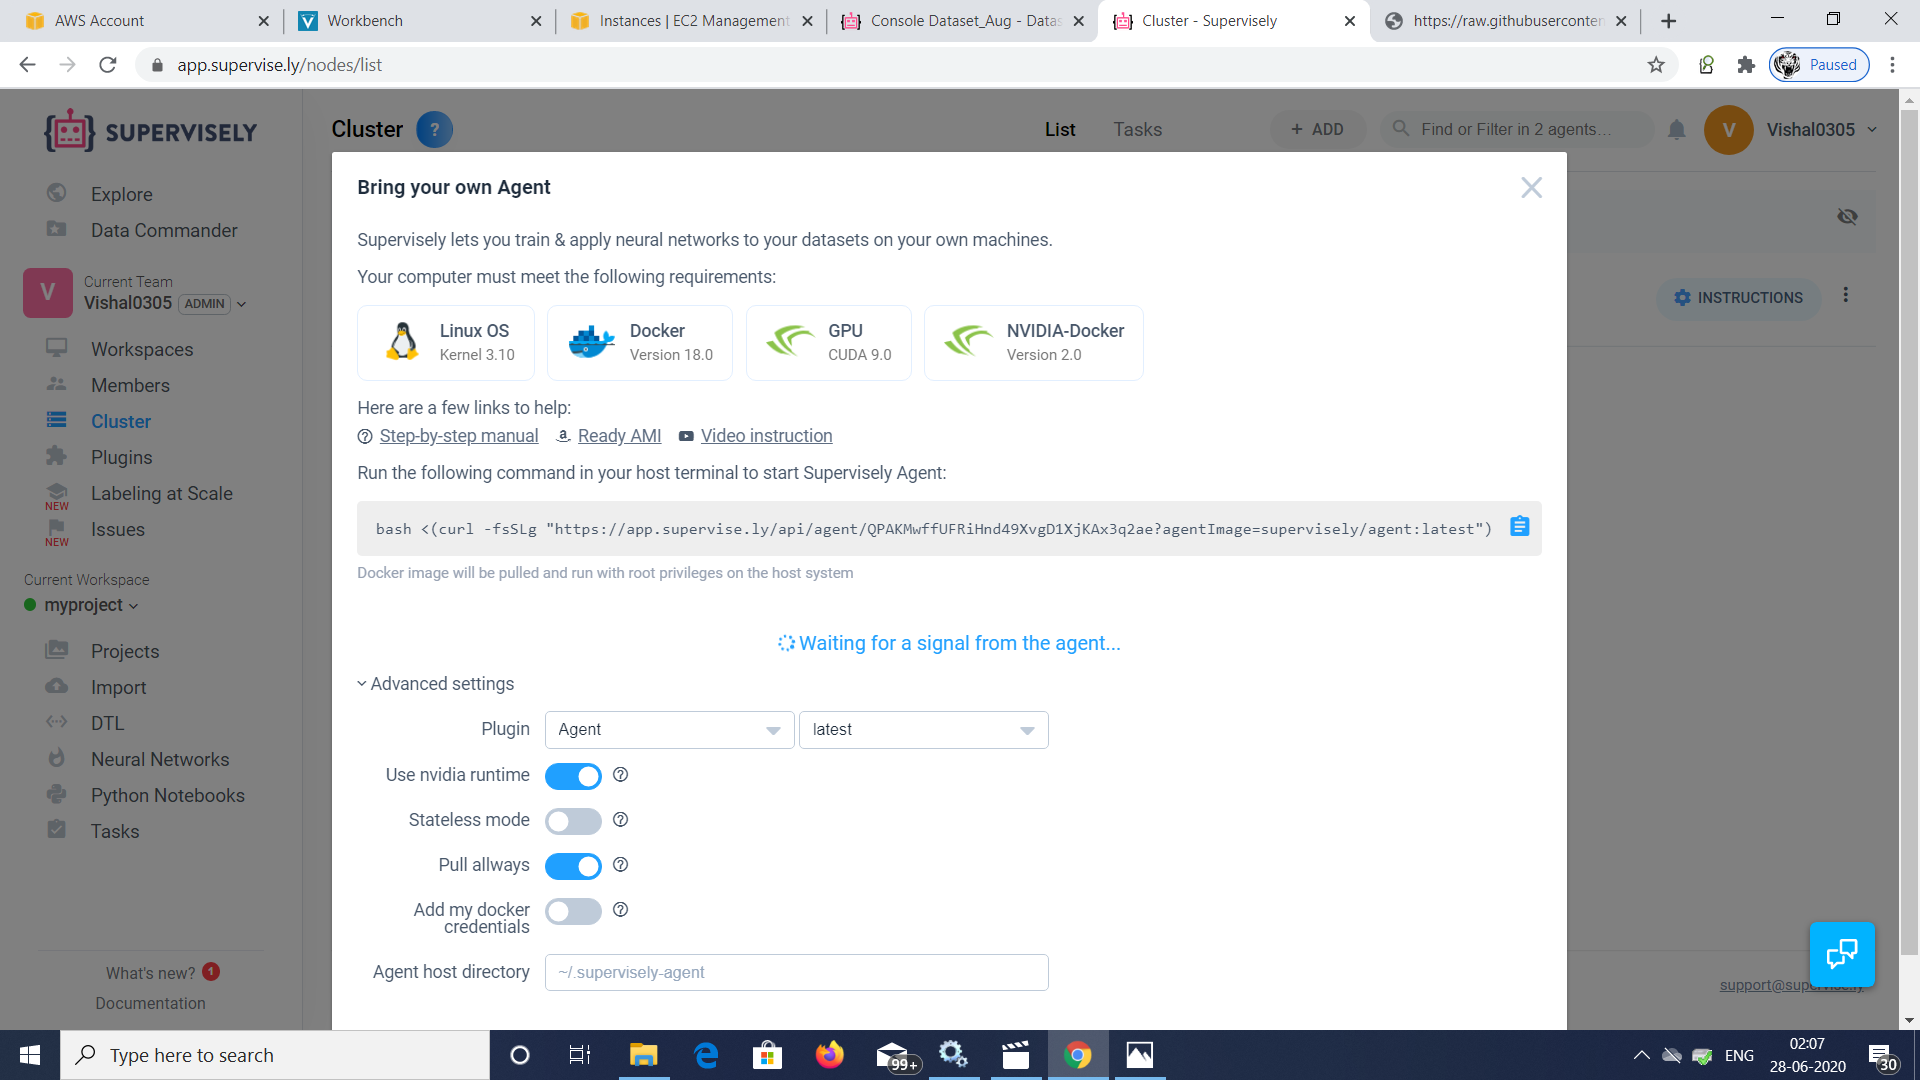 AWS Account
Workbench
Instances | EC2 Management
Console Dataset_Aug - Datas
Cluster - Supervisely
https://raw.githubuserconten
app.supervise.ly/nodes/list
Paused
SUPERVISELY
Cluster
?
List
Tasks
+ ADD
Find or Filter in 2 agents...
V
Vishal0305
Explore
Data Commander
Current Team
V
Vishal0305 ADMIN
Workspaces
Members
Cluster
Plugins
Labeling at Scale
NEW
Issues
NEW
Current Workspace
myproject
Projects
Import
DTL
Neural Networks
Python Notebooks
Tasks
What's new? 1
Documentation
INSTRUCTIONS
Bring your own Agent
Supervisely lets you train & apply neural networks to your datasets on your own machines.
Your computer must meet the following requirements:
Linux OS
Kernel 3.10
Docker
Version 18.0
GPU
CUDA 9.0
NVIDIA-Docker
Version 2.0
Here are a few links to help:
Step-by-step manual
Ready AMI
Video instruction
Run the following command in your host terminal to start Supervisely Agent:
bash <(curl -fsSLg "https://app.supervise.ly/api/agent/QPAKMwffUFRiHnd49XvgD1XjKAx3q2ae?agentImage=supervisely/agent:latest")
Docker image will be pulled and run with root privileges on the host system
Waiting for a signal from the agent...
Advanced settings
Plugin
Agent
latest
Use nvidia runtime
Stateless mode
Pull allways
Add my docker
credentials
Agent host directory
~/.supervisely-agent
Type here to search
99+
ENG
02:07
28-06-2020
30